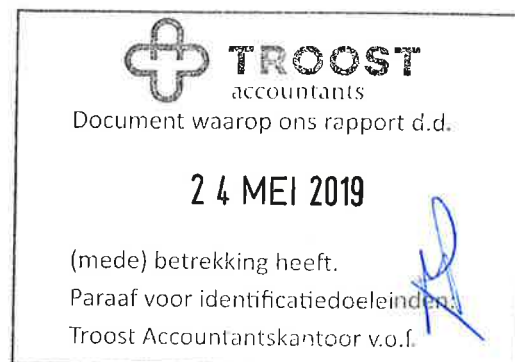 TROOST
accountants
Document waarop ons rapport d.d.
24 MEI 2019
(mede) betrekking heeft.
Paraaf voor identificatiedoeleinden:
Troost Accountantskantoor v.o.f.